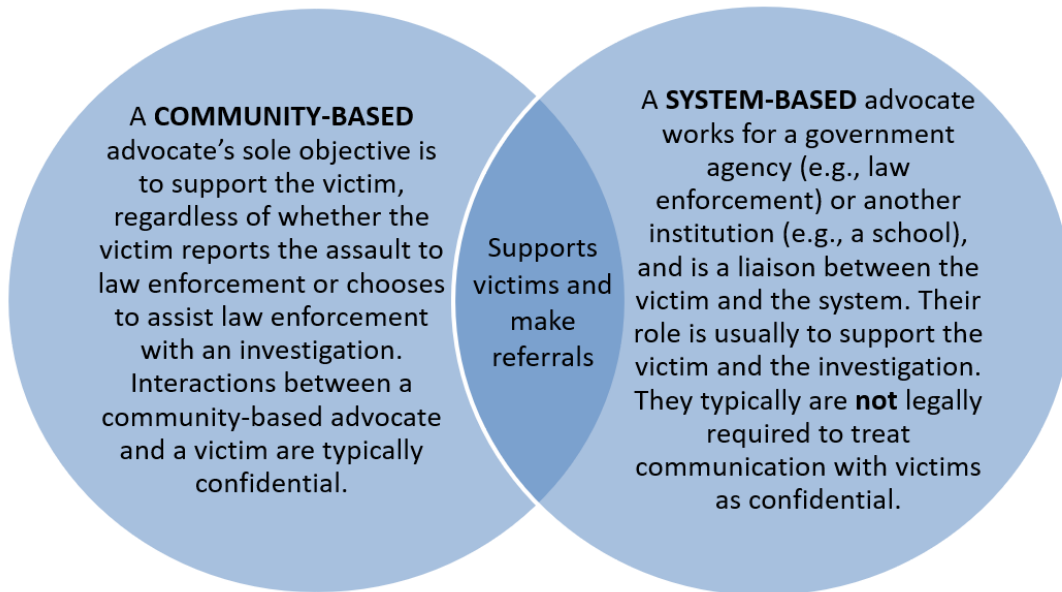 A COMMUNITY-BASED
advocate's sole objective is
to support the victim,
regardless of whether the
victim reports the assault to
law enforcement or chooses
to assist law enforcement
with an investigation.
Interactions between a
community-based advocate
and a victim are typically
confidential.
Supports
victims and
make
referrals
A SYSTEM-BASED advocate
works for a government
agency (e.g., law
enforcement) or another
institution (e.g., a school),
and is a liaison between the
victim and the system. Their
role is usually to support the
victim and the investigation.
They typically are not legally
required to treat
communication with victims
as confidential.